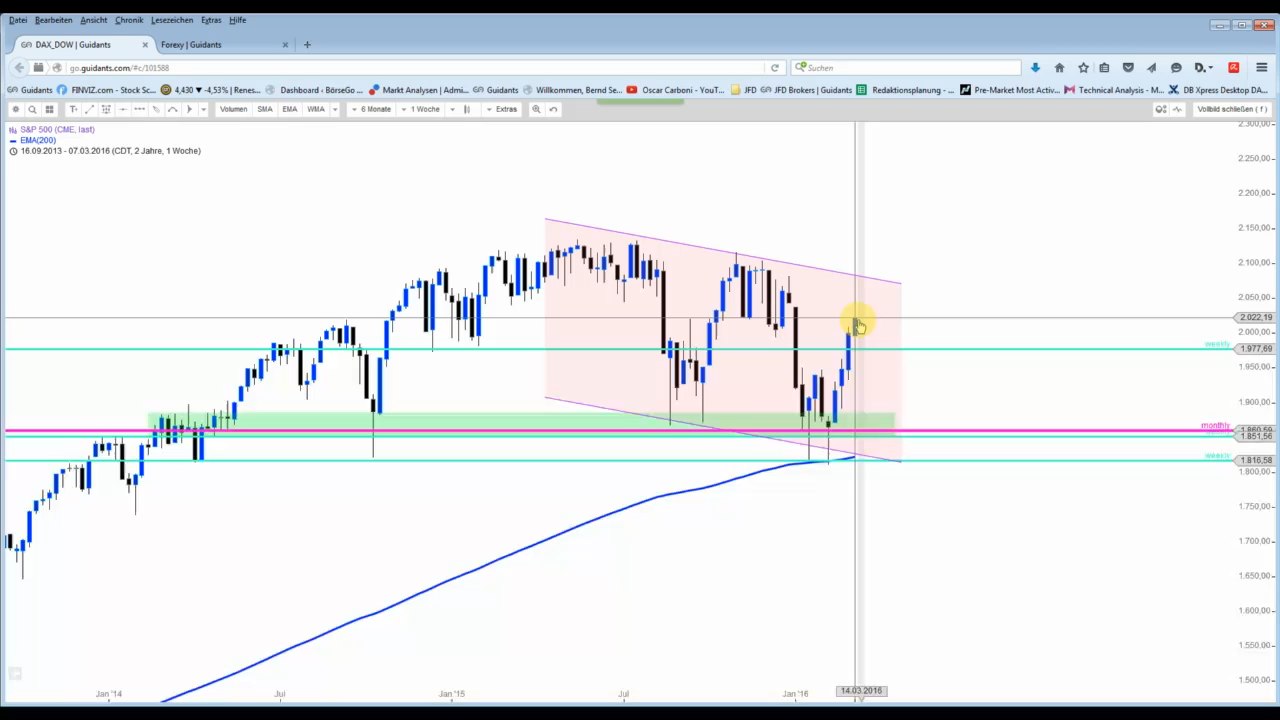 Datei Bearbeiten Ansicht Chronik Lesezeichen Extras Hilfe
DAX_DOW | Guidants × Forexy | Guidants × +
go.guidants.com/#c/101588 Suchen
Guidants FINVIZ.com - Stock Sc... 4,430 ▼ -4,53% | Renes... Dashboard - BörseGo ... Markt Analysen | Admi... Guidants Willkommen, Bernd Se... Oscar Carboni - YouT... JFD JFD Brokers | Guidants Redaktionsplanung - ... Pre-Market Most Activ... Technical Analysis - M... DB Xpress Desktop DA...
Volumen SMA EMA WMA 6 Monate 1 Woche Extras Vollbild schließen ( f )
S&P 500 (CME, last)
EMA(200)
16.09.2013 - 07.03.2016 (CDT, 2 Jahre, 1 Woche)
2.300,00
2.250,00
2.200,00
2.150,00
2.100,00
2.050,00
2.022,19
2.000,00
weekly 1.977,69
1.950,00
1.900,00
monthly 1.860,59
1.851,56
weekly 1.816,58
1.800,00
1.750,00
1.700,00
1.650,00
1.600,00
1.550,00
1.500,00
Jan '14 Jul Jan '15 Jul Jan '16 14.03.2016